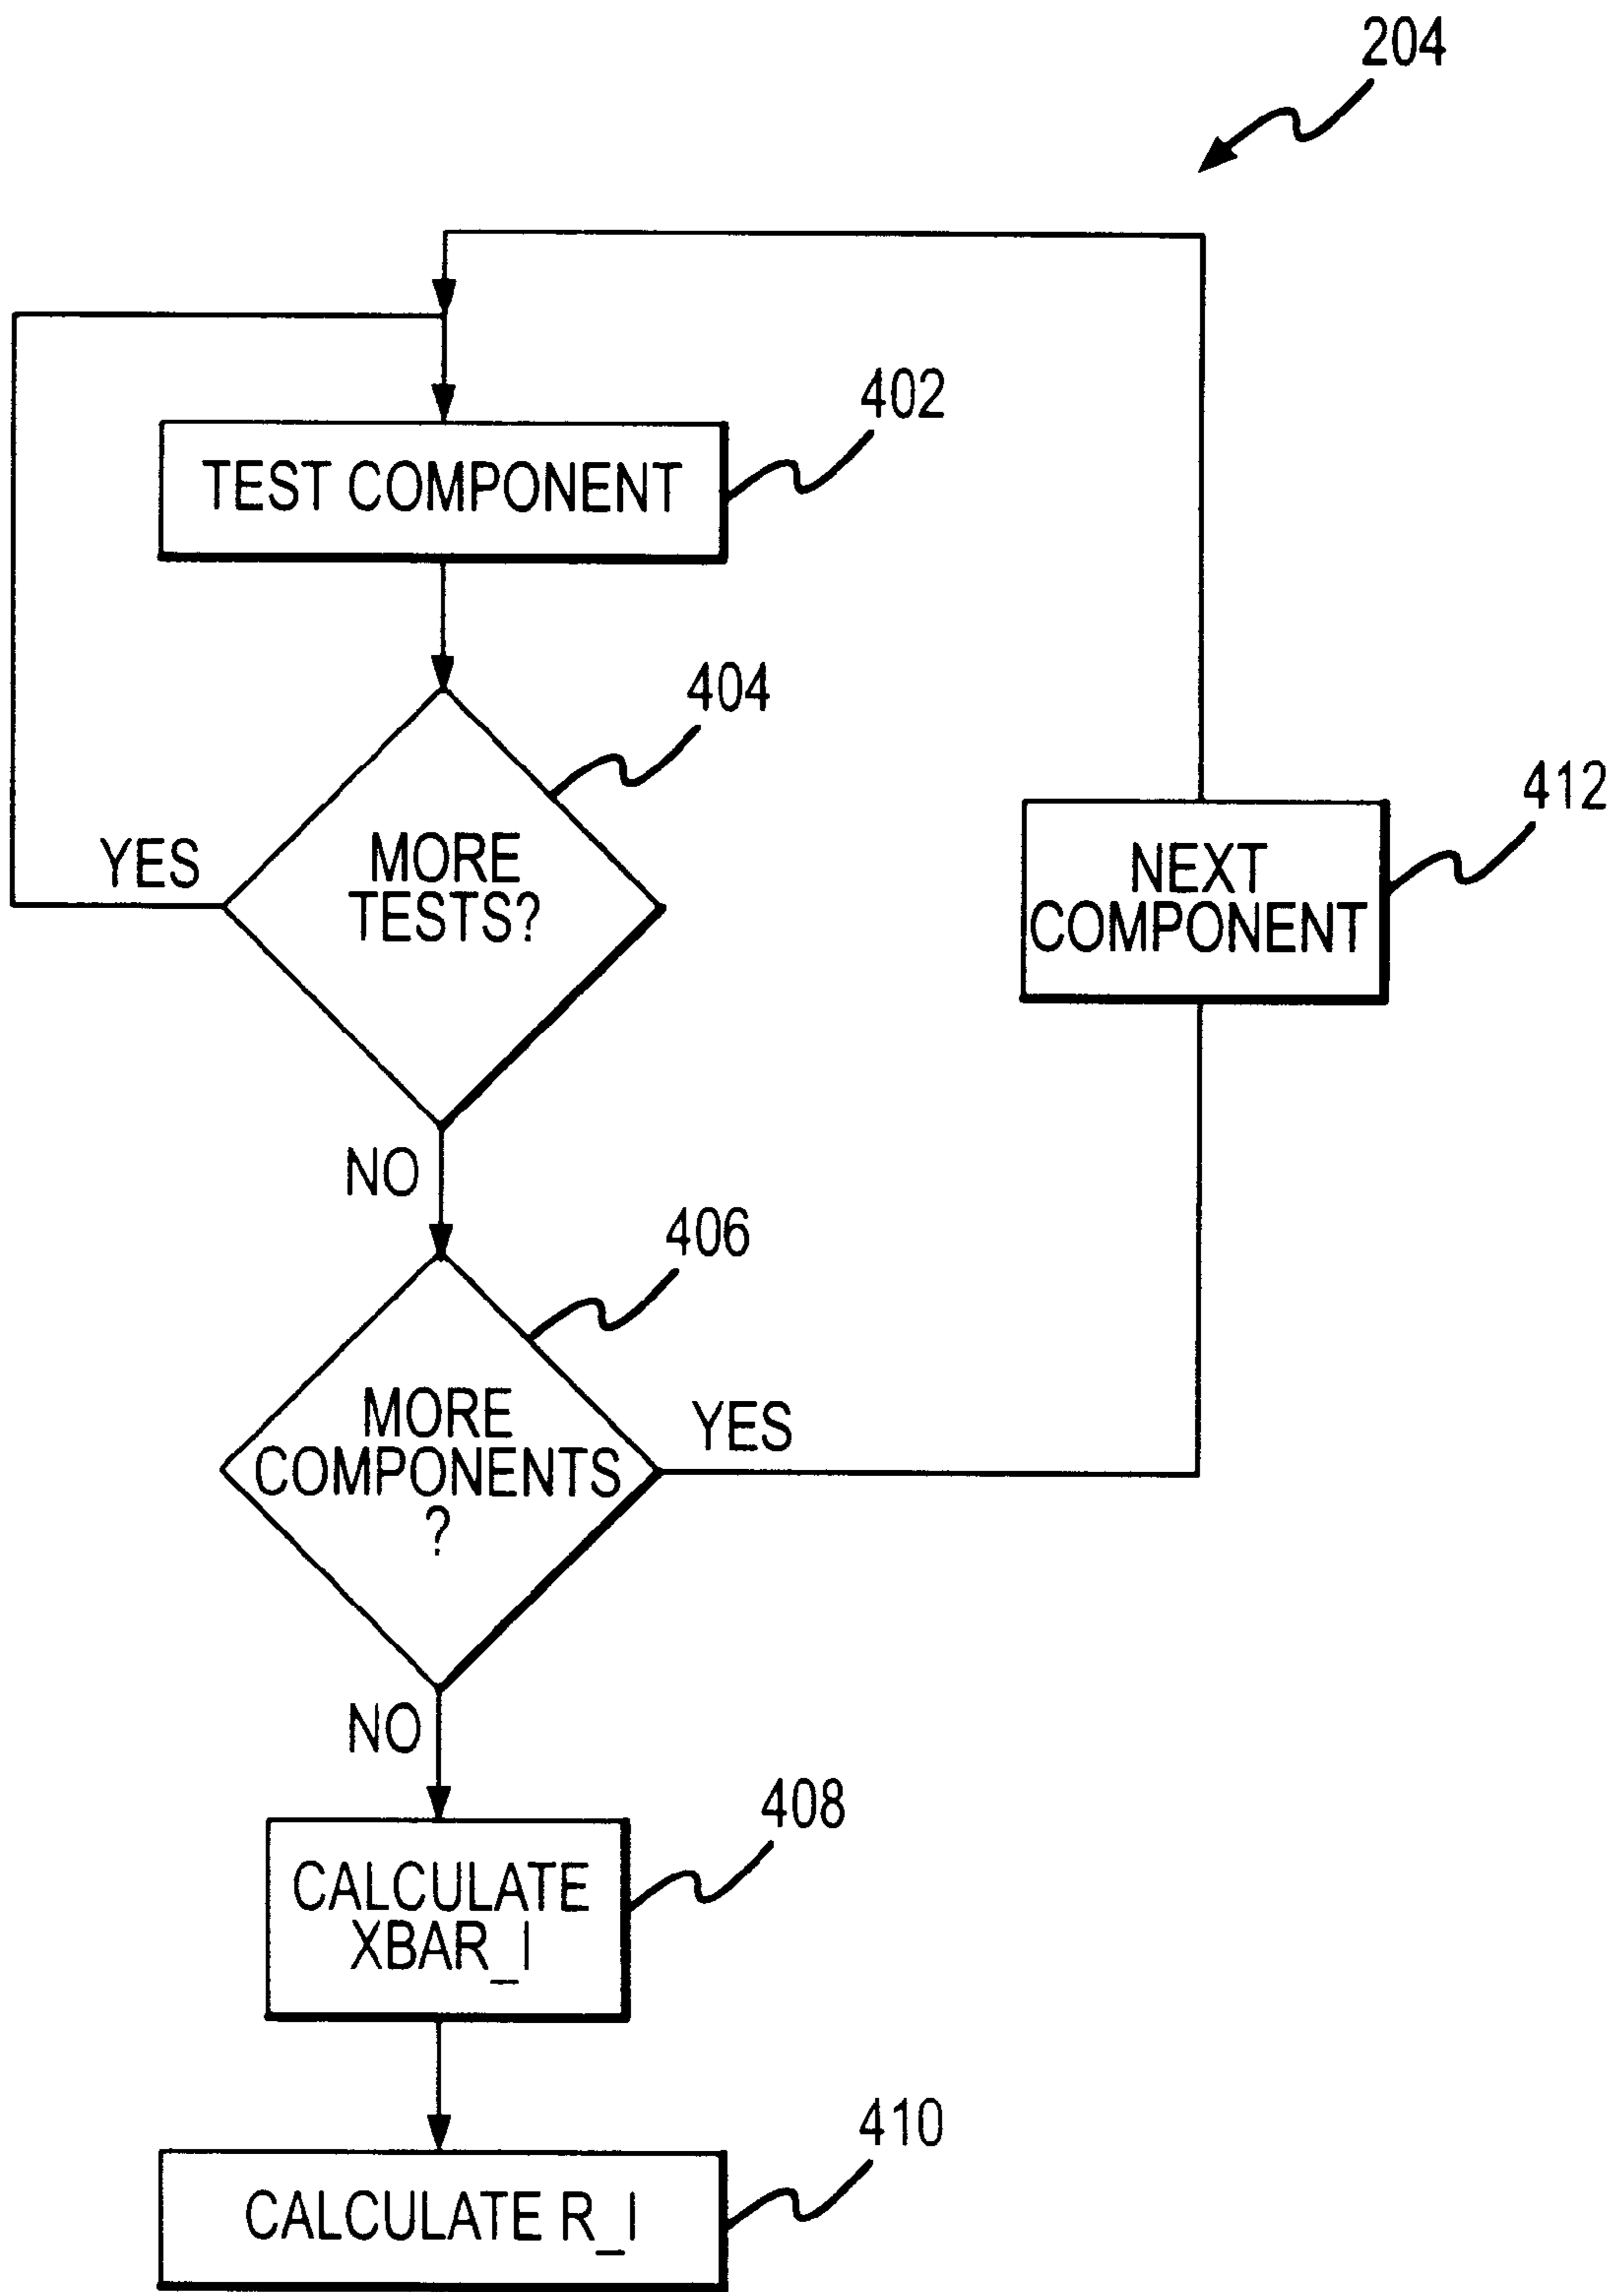 204
402
TEST COMPONENT
404
MORE
TESTS?
YES
412
NEXT
COMPONENT
NO
406
MORE
COMPONENTS
?
YES
NO
408
CALCULATE
XBAR_I
410
CALCULATE R_I